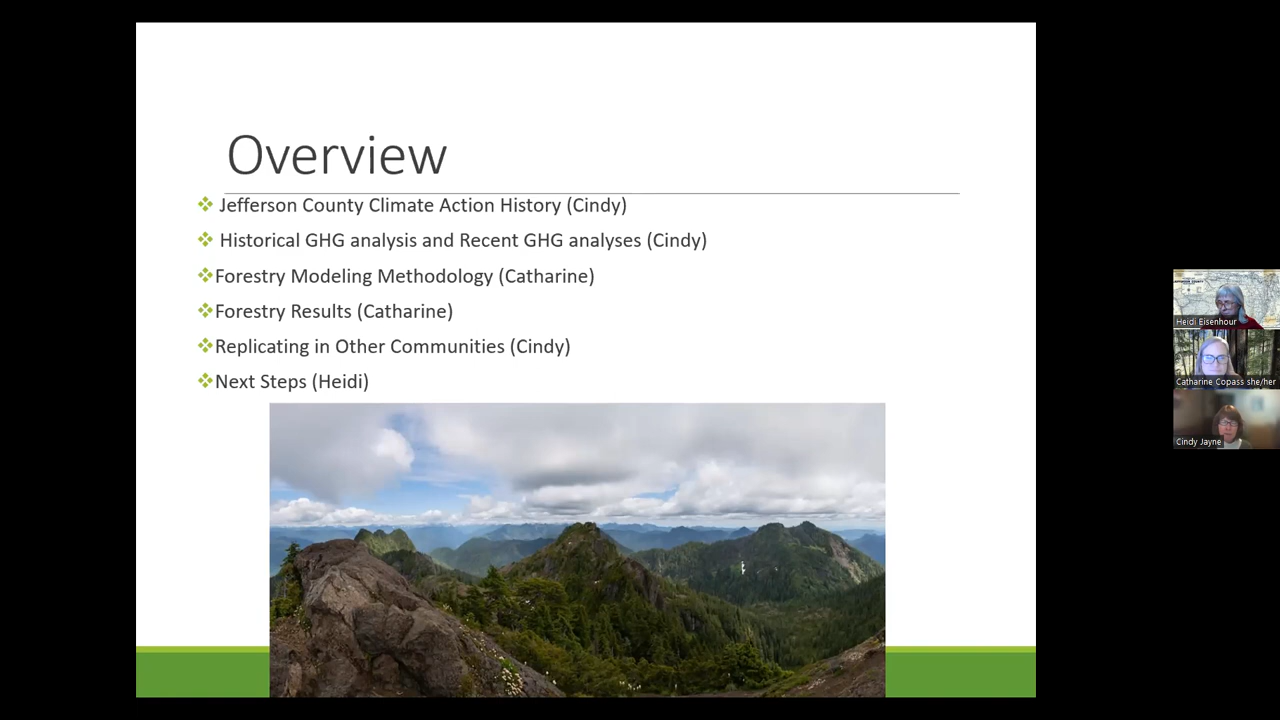 Overview
Jefferson County Climate Action History (Cindy)
Historical GHG analysis and Recent GHG analyses (Cindy)
Forestry Modeling Methodology (Catharine)
Forestry Results (Catharine)
Replicating in Other Communities (Cindy)
Next Steps (Heidi)
Heidi Eisenhour
Catharine Copass she/her
Cindy Jayne